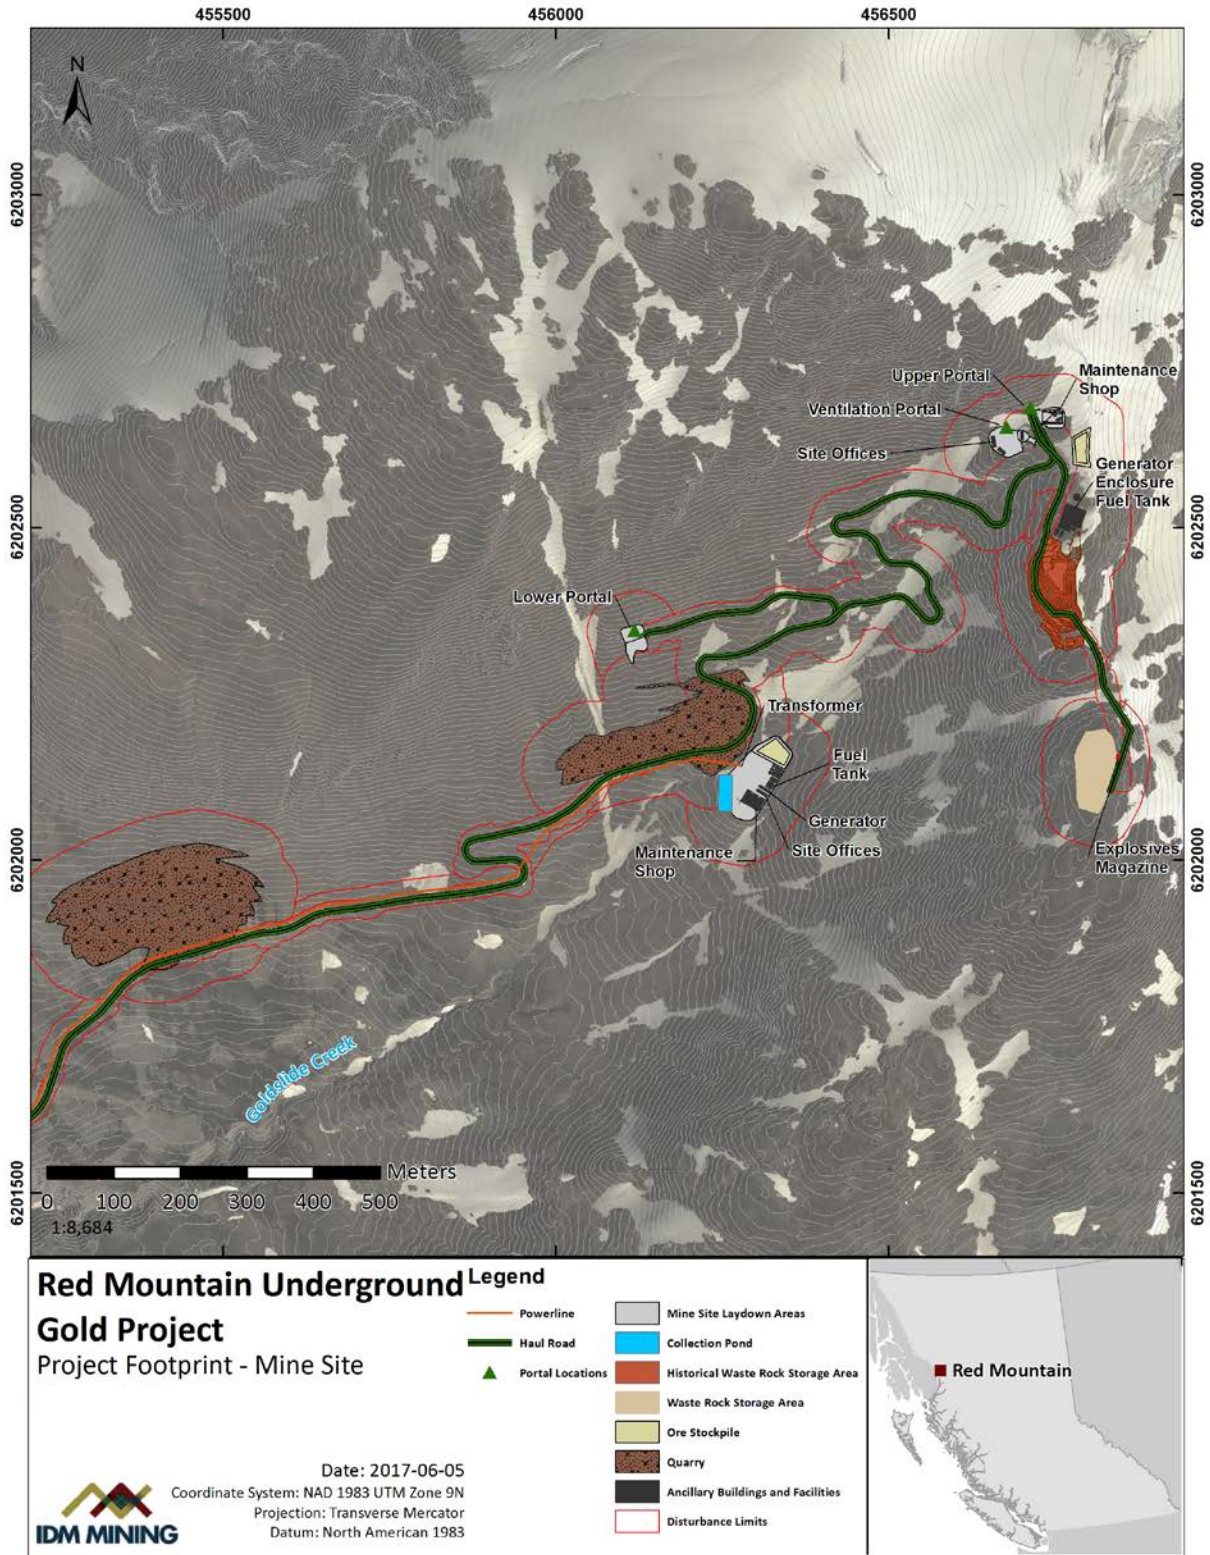 455500
456000
456500
N
6203000
6203000
Upper Portal
Maintenance
Shop
Ventilation Portal
Site Offices
Generator
Enclosure
Fuel Tank
6202500
6202500
Lower Portal
Transformer
Fuel
Tank
Generator
Maintenance
Shop
Site Offices
Explosives
Magazine
6202000
6202000
Goldslide Creek
Meters
0 100 200 300 400 500
1:8,684
6201500
6201500
Red Mountain Underground
Gold Project
Project Footprint - Mine Site
Date: 2017-06-05
Coordinate System: NAD 1983 UTM Zone 9N
Projection: Transverse Mercator
Datum: North American 1983
IDM MINING
Legend
Powerline
Haul Road
Portal Locations
Mine Site Laydown Areas
Collection Pond
Historical Waste Rock Storage Area
Waste Rock Storage Area
Ore Stockpile
Quarry
Ancillary Buildings and Facilities
Disturbance Limits
Red Mountain